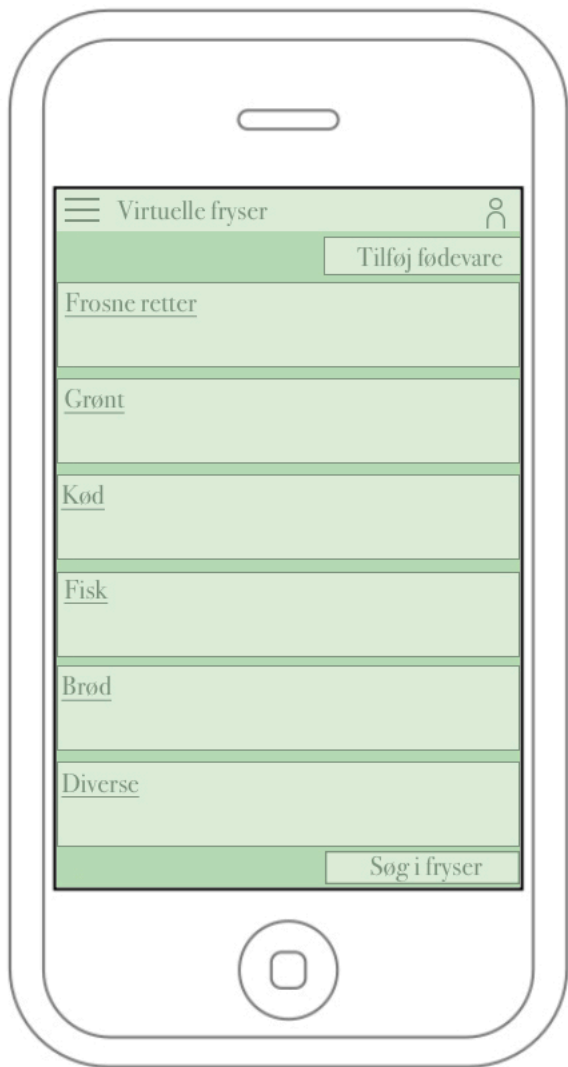 Virtuelle fryser
Tilføj fødevare
Frosne retter
Grønt
Kød
Fisk
Brød
Diverse
Søg i fryser